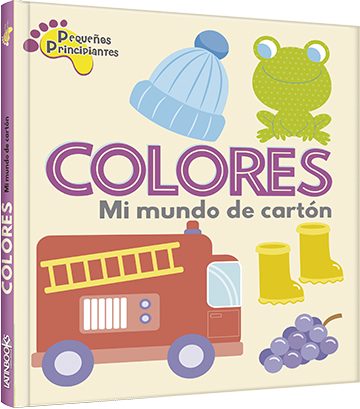 Pequeños
Principiantes
COLORES
Mi mundo de cartón
Mi mundo de cartón
COLORES
LATINBOOKS